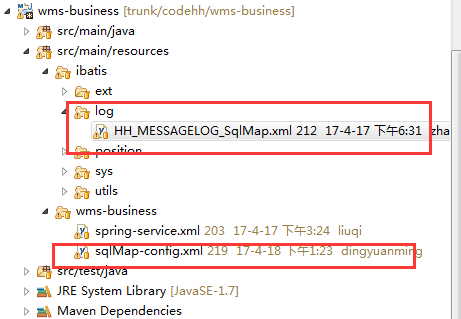 wms-business [trunk/codehh/wms-business]
src/main/java
src/main/resources
ibatis
ext
log
HH_MESSAGELOG_SqlMap.xml 212 17-4-17 下午6:31 zha
position
sys
utils
wms-business
spring-service.xml 203 17-4-17 下午3:24 liuqi
sqlMap-config.xml 219 17-4-18 下午1:23 dingyuanming
src/test/java
JRE System Library [JavaSE-1.7]
Maven Dependencies